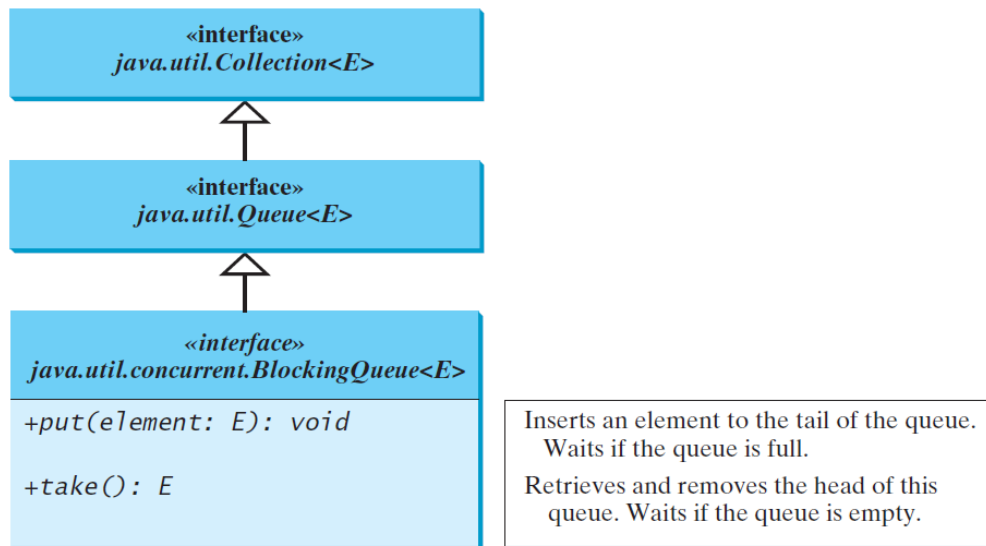 «interface»
java.util.Collection<E>
«interface»
java.util.Queue<E>
«interface»
java.util.concurrent.BlockingQueue<E>
+put(element: E): void
Inserts an element to the tail of the queue.
Waits if the queue is full.
+take(): E
Retrieves and removes the head of this
queue. Waits if the queue is empty.